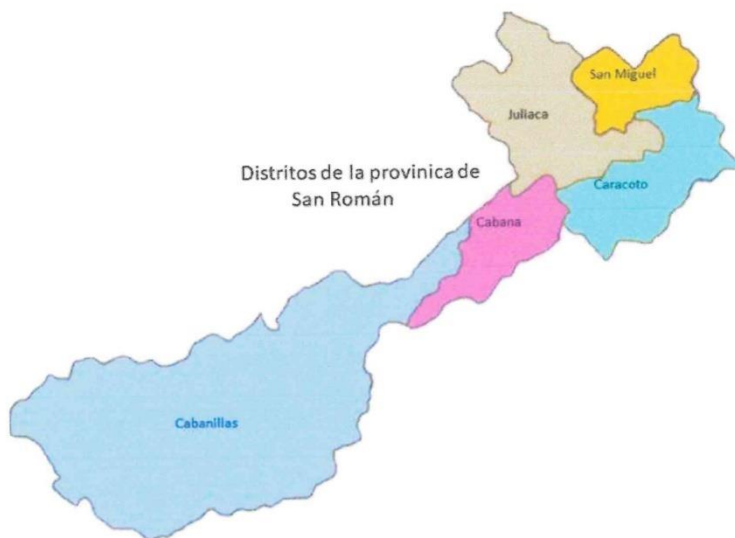 San Miguel
Juliaca
Distritos de la provinica de
San Román
Caracoto
Cabana
Cabanillas